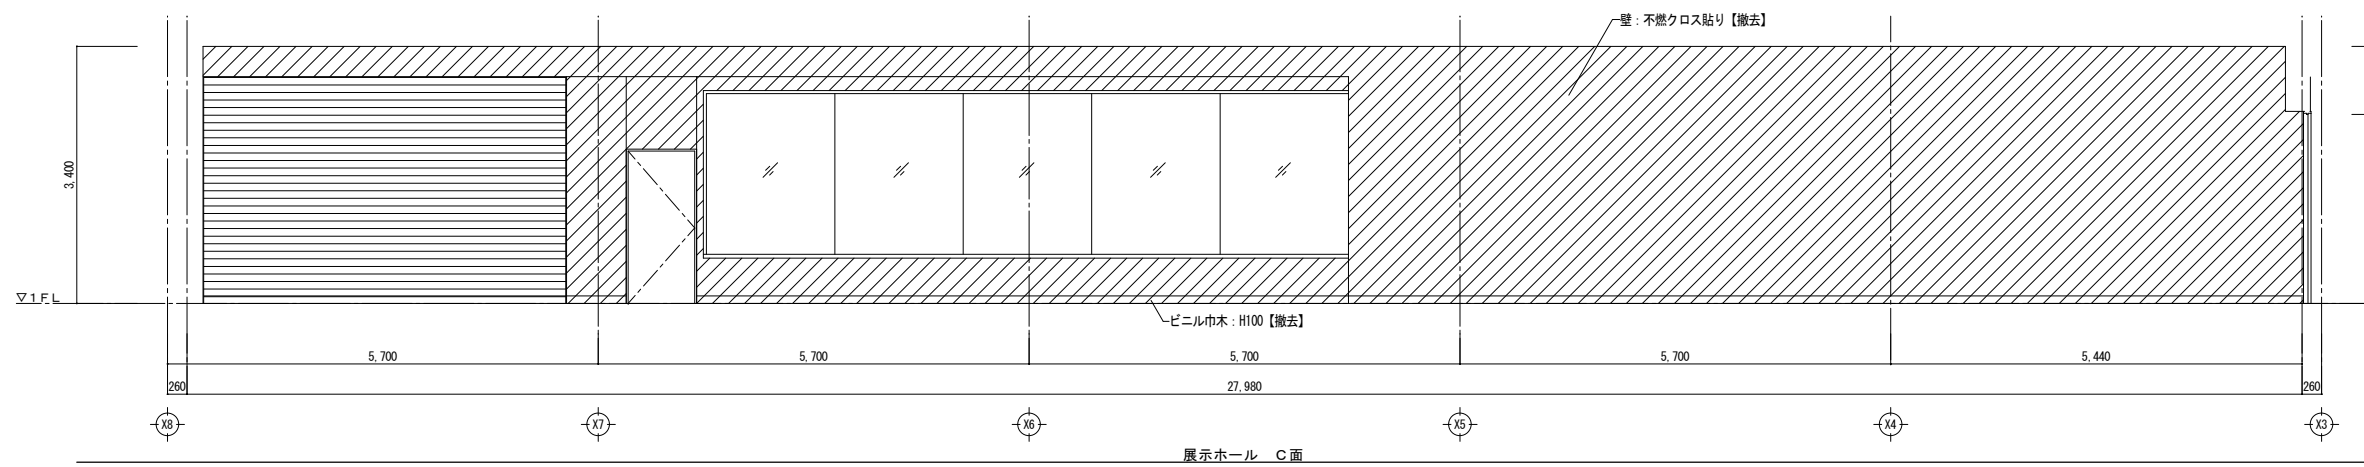 壁：不燃クロス貼り【撤去】
3,400
▽1FL
ビニル巾木：H100【撤去】
5,700 5,700 5,700 5,700 5,440
260 27,980 260
X8 X7 X6 X5 X4 X3
展示ホール C面